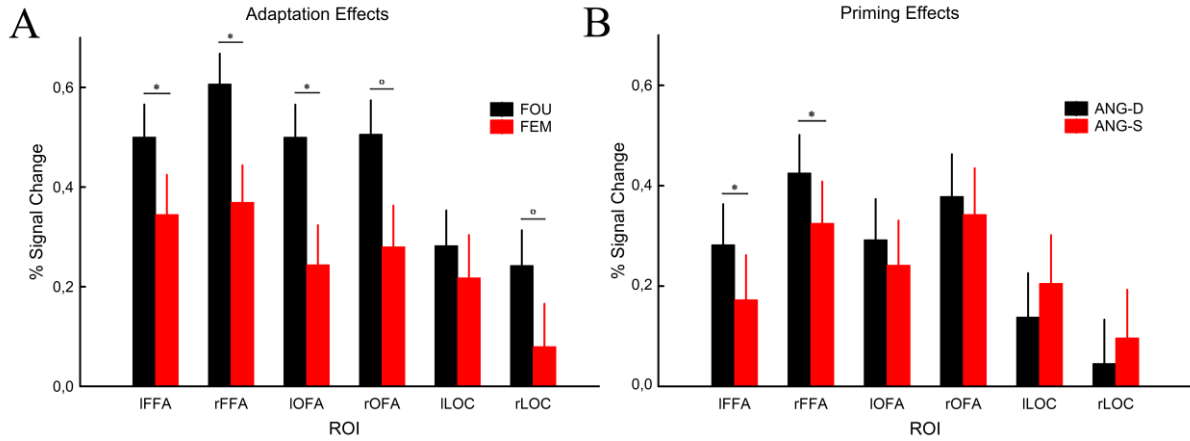 A
Adaptation Effects
% Signal Change
0,6
0,4
0,2
0,0
* * * ¤ ¤
FOU
FEM
lFFA rFFA lOFA rOFA lLOC rLOC
ROI
B
Priming Effects
% Signal Change
0,6
0,4
0,2
0,0
* *
ANG-D
ANG-S
lFFA rFFA lOFA rOFA lLOC rLOC
ROI